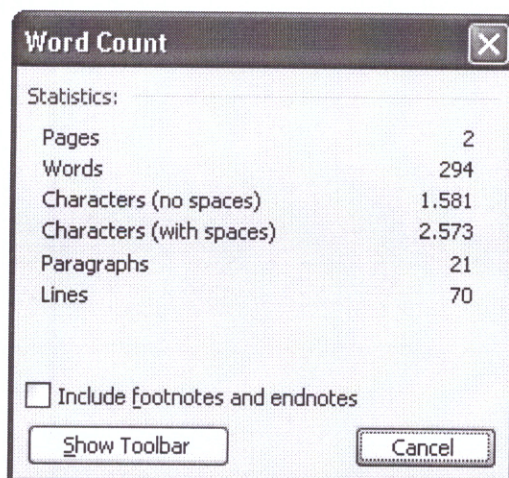 Word Count
Statistics:
Pages 2
Words 294
Characters (no spaces) 1.581
Characters (with spaces) 2.573
Paragraphs 21
Lines 70
Include footnotes and endnotes
Show Toolbar Cancel